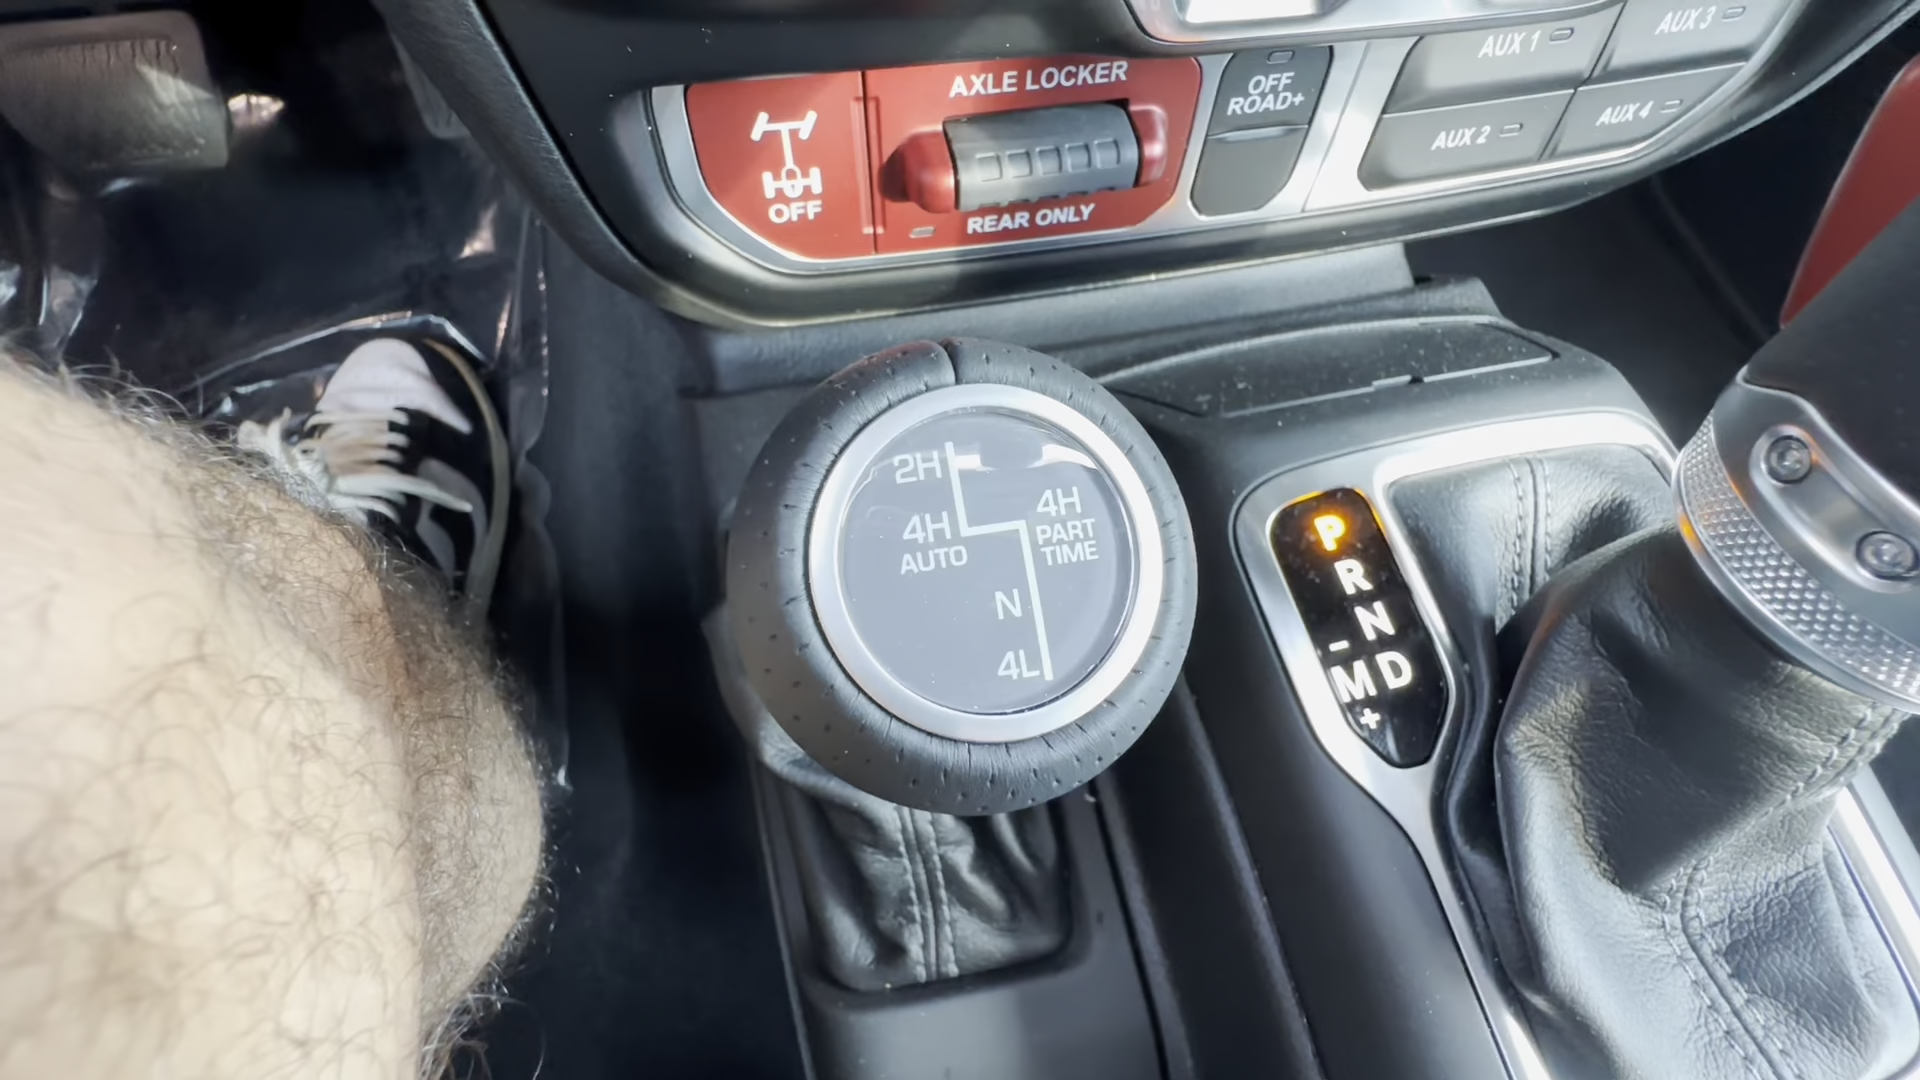 AXLE LOCKER
OFF
REAR ONLY
OFF
ROAD+
AUX 1
AUX 3
AUX 2
AUX 4
2H
4H
AUTO
4H
PART
TIME
N
4L
P
R
N
D
-
M
+